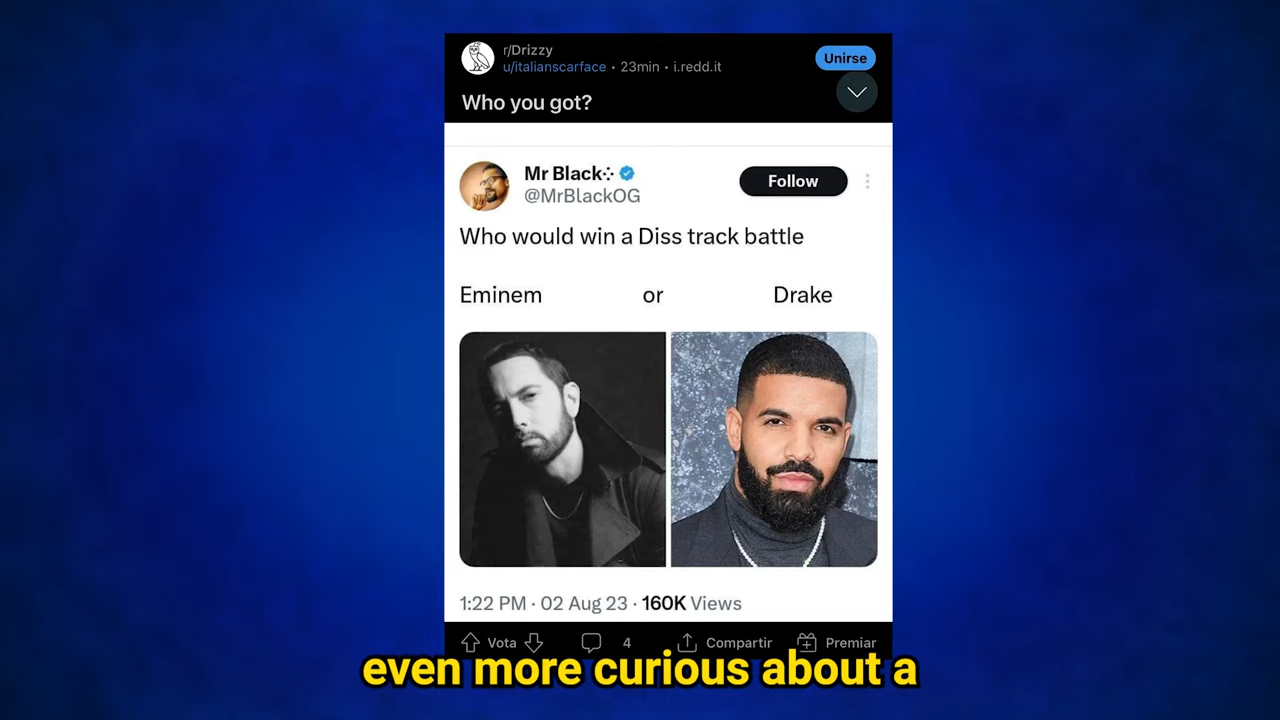 r/Drizzy
u/italianscarface • 23min • i.redd.it
Unirse
Who you got?
Mr Black
@MrBlackOG
Follow
Who would win a Diss track battle
Eminem or Drake
1:22 PM · 02 Aug 23 · 160K Views
Vota 4 Compartir Premiar
even more curious about a